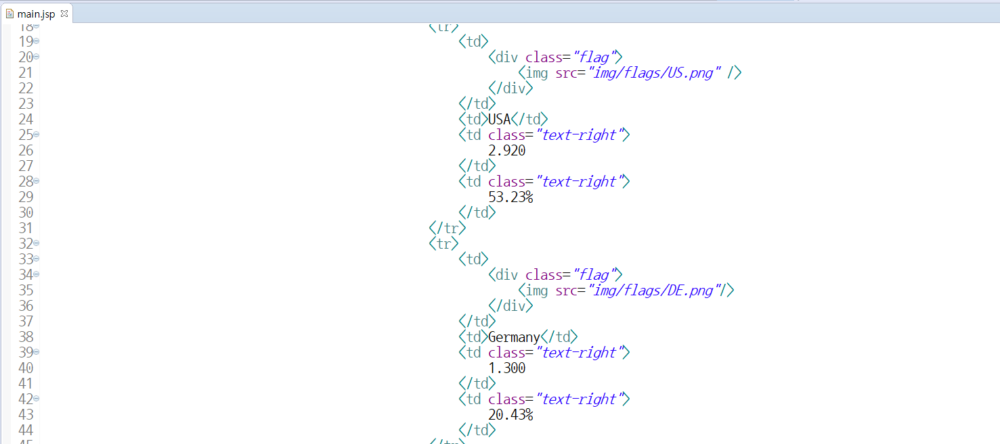 main.jsp
18 <tr>
19 <td>
20 <div class="flag">
21 <img src="img/flags/US.png" />
22 </div>
23 </td>
24 <td>USA</td>
25 <td class="text-right">
26 2.920
27 </td>
28 <td class="text-right">
29 53.23%
30 </td>
31 </tr>
32 <tr>
33 <td>
34 <div class="flag">
35 <img src="img/flags/DE.png"/>
36 </div>
37 </td>
38 <td>Germany</td>
39 <td class="text-right">
40 1.300
41 </td>
42 <td class="text-right">
43 20.43%
44 </td>
45 </tr>